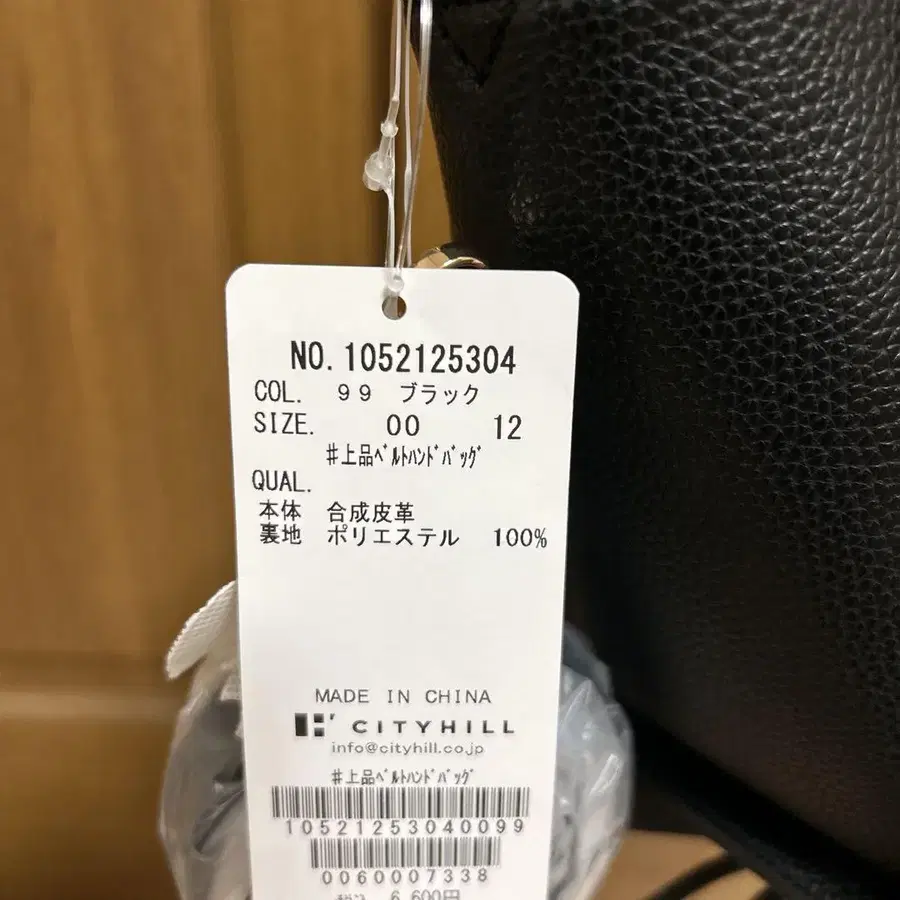 NO. 1052125304
COL. 99 ブラック
SIZE. 00 12
#上品ﾍﾞﾙﾄﾊﾝﾄﾞﾊﾞｯｸﾞ
QUAL.
本体 合成皮革
裏地 ポリエステル 100%
MADE IN CHINA
CITYHILL
info@cityhill.co.jp
#上品ﾍﾞﾙﾄﾊﾝﾄﾞﾊﾞｯｸﾞ
10521253040099
0060007338
税込 6,600円